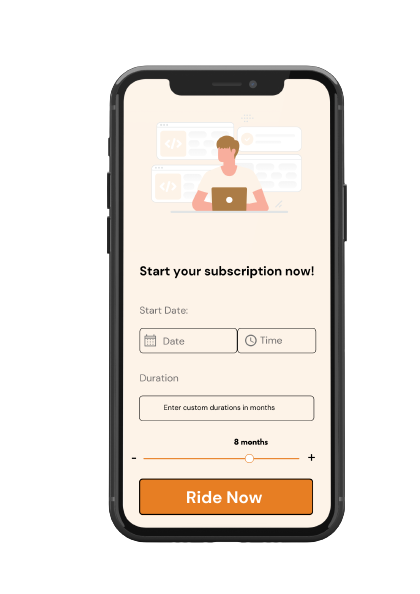 </>
</>
Start your subscription now!
Start Date:
Date
Time
Duration
Enter custom durations in months
8 months
- +
Ride Now